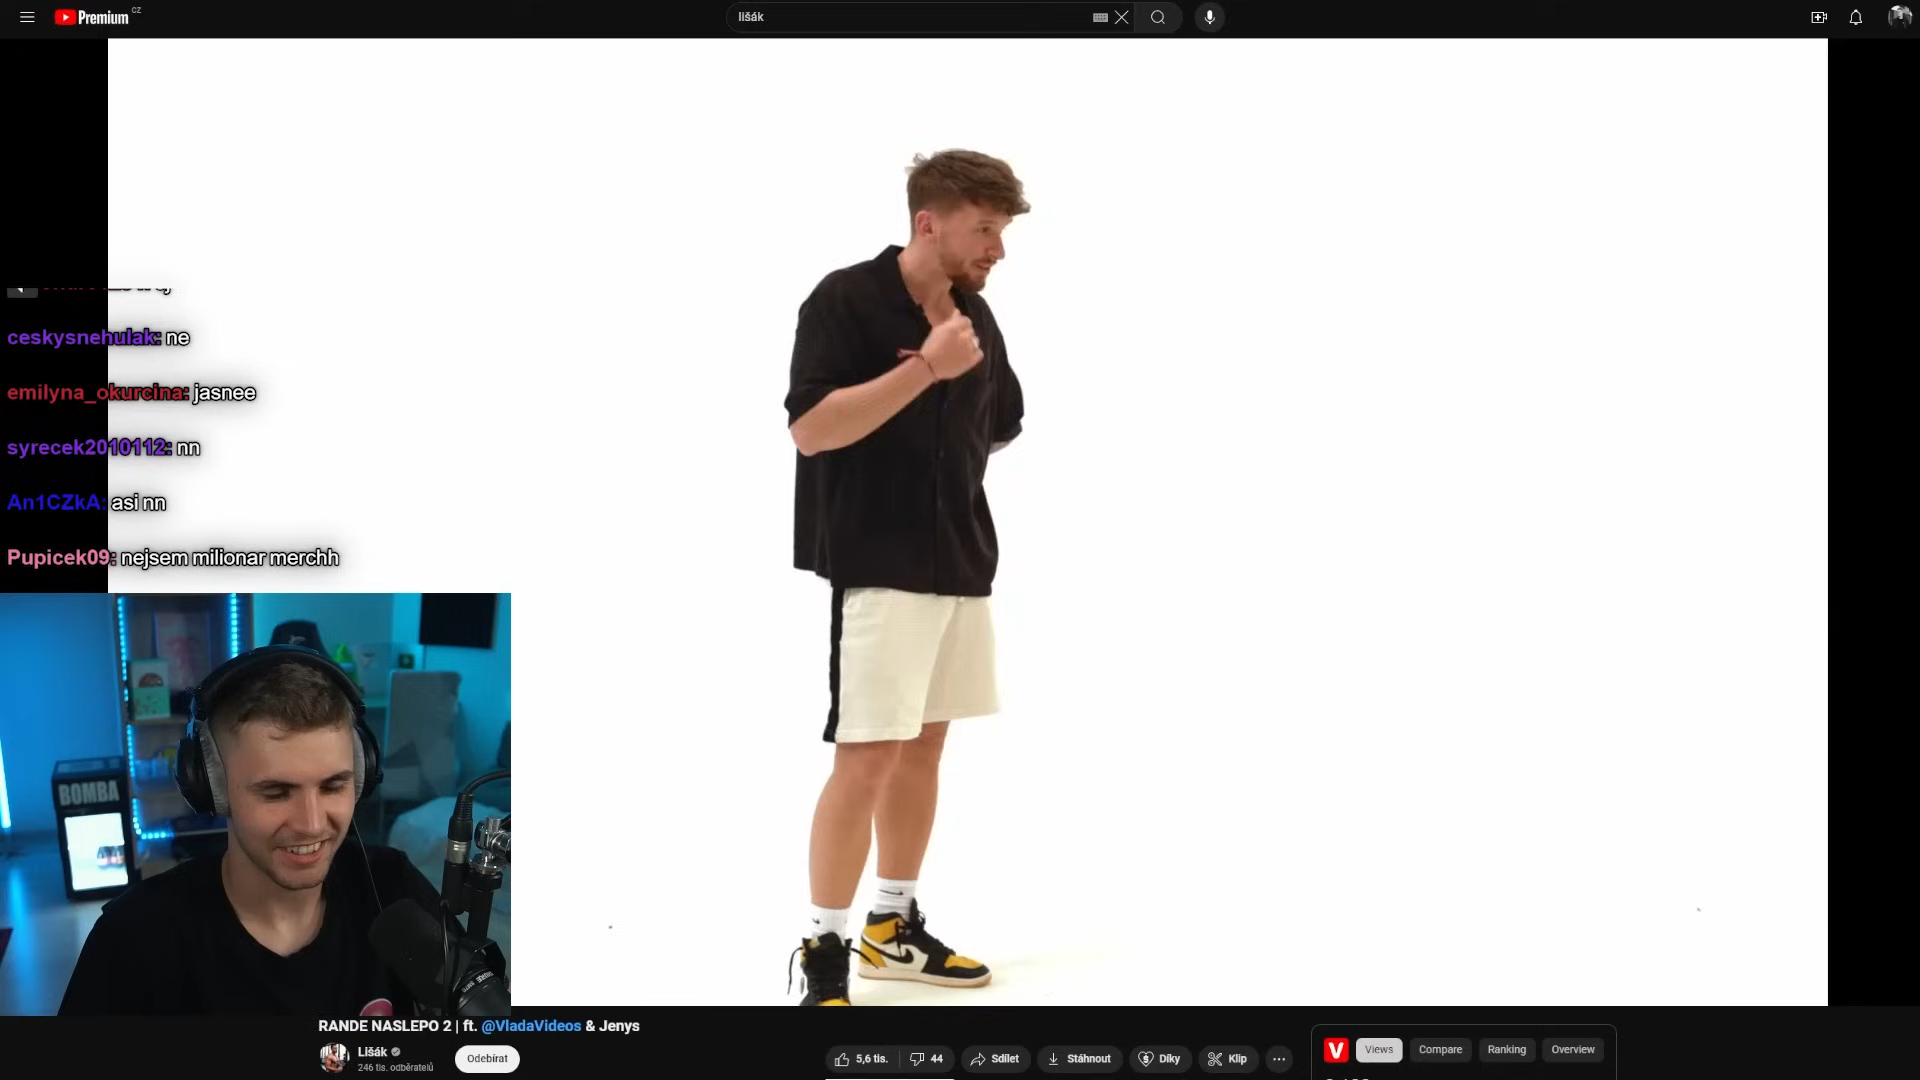 Premium CZ
lišák
ceskysnehulak: ne
emilyna_okurcina: jasnee
syrecek2010112: nn
An1CZkA: asi nn
Pupicek09: nejsem milionar merchh
BOMBA
RANDE NASLEPO 2 | ft. @VladaVideos & Jenys
Lišák
246 tis. odběratelů
Odebírat
5,6 tis.
44
Sdílet
Stáhnout
Díky
Klip
Views
Compare
Ranking
Overview